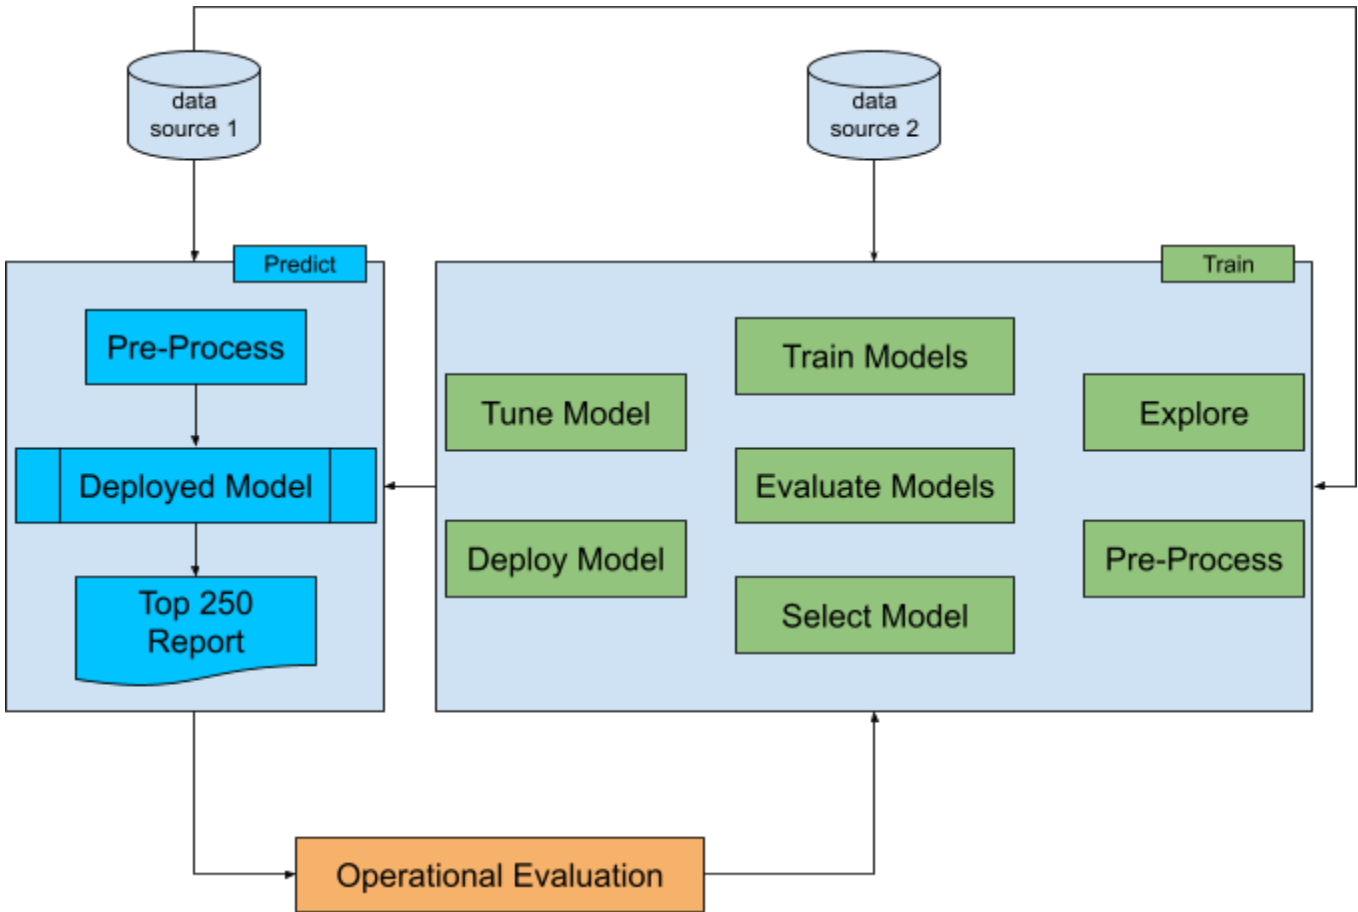 data
source 1
data
source 2
Predict
Pre-Process
Deployed Model
Top 250
Report
Train
Train Models
Tune Model
Explore
Evaluate Models
Deploy Model
Pre-Process
Select Model
Operational Evaluation